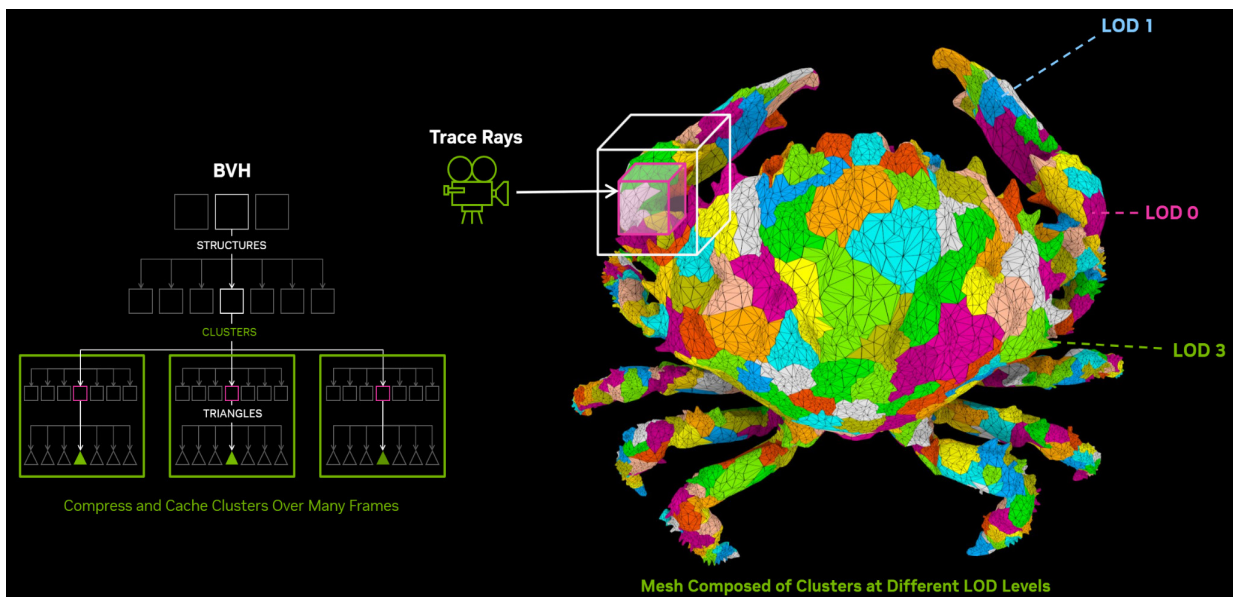 BVH
STRUCTURES
CLUSTERS
TRIANGLES
Compress and Cache Clusters Over Many Frames
Trace Rays
LOD 1
LOD 0
LOD 3
Mesh Composed of Clusters at Different LOD Levels